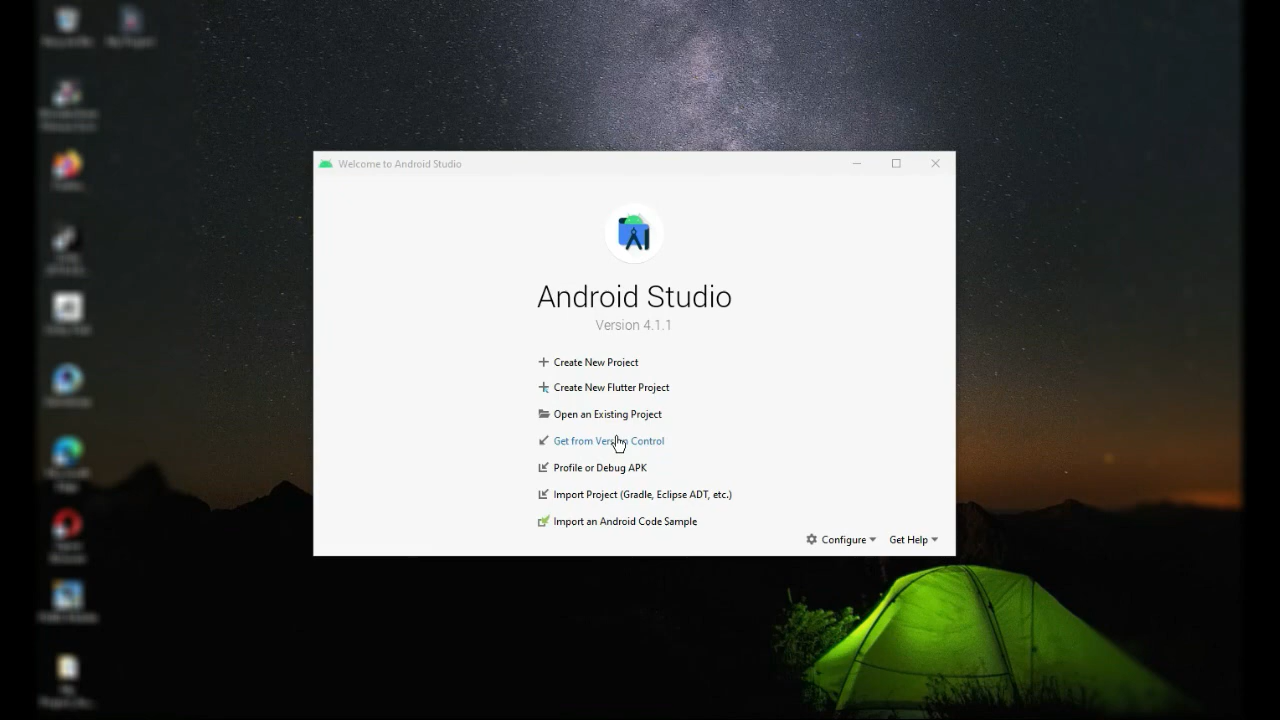 Welcome to Android Studio
Android Studio
Version 4.1.1
Create New Project
Create New Flutter Project
Open an Existing Project
Get from Version Control
Profile or Debug APK
Import Project (Gradle, Eclipse ADT, etc.)
Import an Android Code Sample
Configure
Get Help